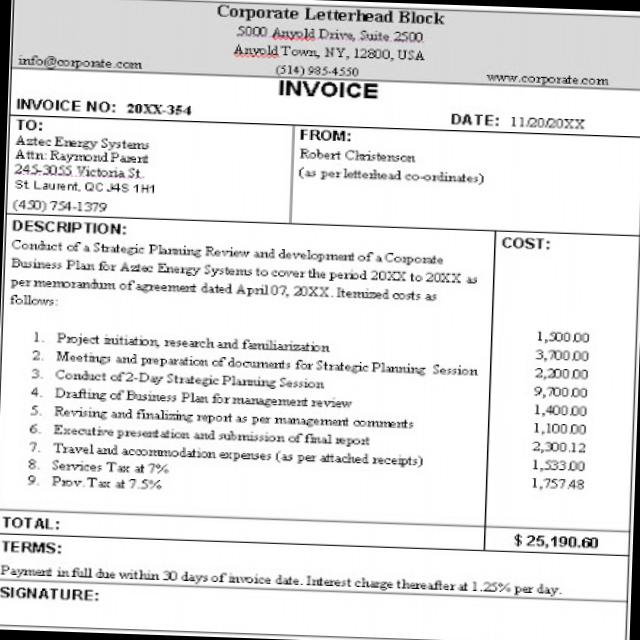 Corporate Letterhead Block
5000 Anyold Drive, Suite 2500
Anyold Town, NY, 12800, USA
info@corporate.com (514) 985-4550 www.corporate.com
INVOICE
INVOICE NO: 20XX-354 DATE: 11/20/20XX
TO:
Aztec Energy Systems
Attn: Raymond Parent
245-3055 Victoria St.
St Laurent, QC J4S 1H1
(450) 754-1379
FROM:
Robert Christenson
(as per letterhead co-ordinates)
DESCRIPTION: COST:
Conduct of a Strategic Planning Review and development of a Corporate
Business Plan for Aztec Energy Systems to cover the period 20XX to 20XX as
per memorandum of agreement dated April 07, 20XX. Itemized costs as
follows:
1. Project initiation, research and familiarization 1,500.00
2. Meetings and preparation of documents for Strategic Planning Session 3,700.00
3. Conduct of 2-Day Strategic Planning Session 2,200.00
4. Drafting of Business Plan for management review 9,700.00
5. Revising and finalizing report as per management comments 1,400.00
6. Executive presentation and submission of final report 1,100.00
7. Travel and accommodation expenses (as per attached receipts) 2,300.12
8. Services Tax at 7% 1,533.00
9. Prov. Tax at 7.5% 1,757.48
TOTAL: $ 25,190.60
TERMS:
Payment in full due within 30 days of invoice date. Interest charge thereafter at 1.25% per day.
SIGNATURE: